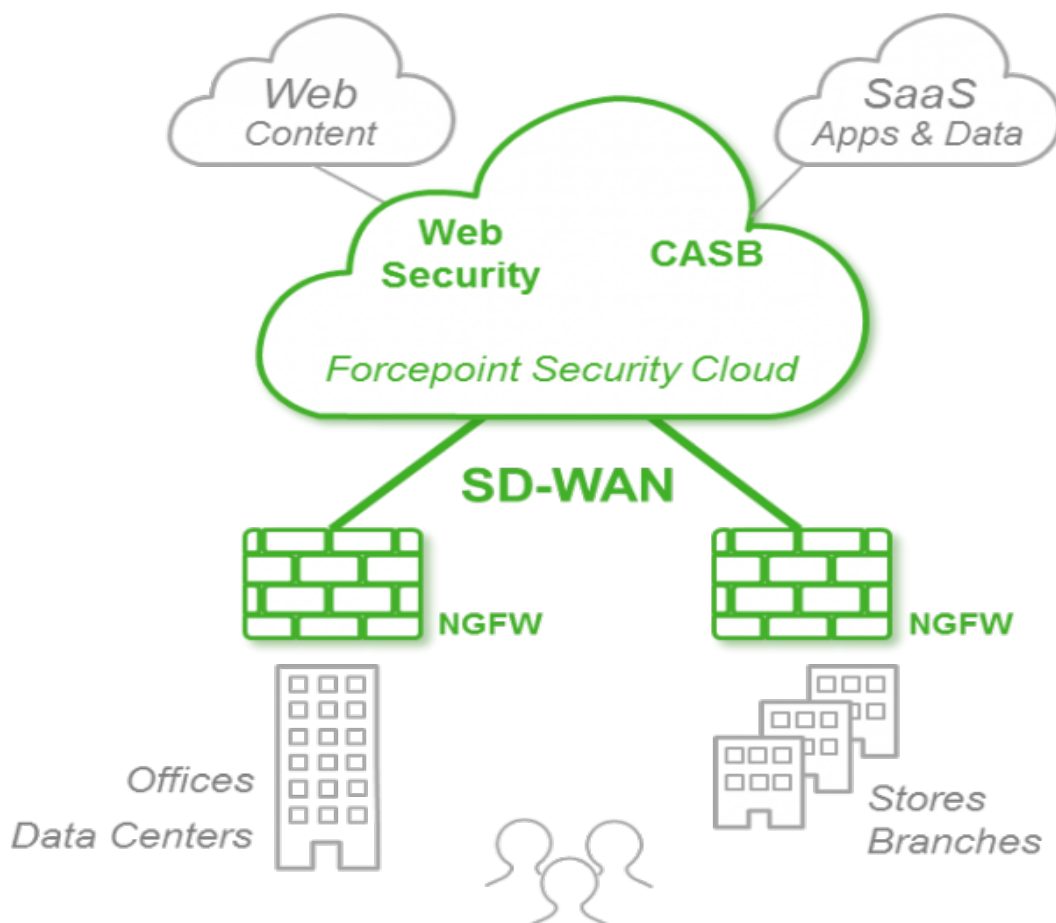 Web
Content
SaaS
Apps & Data
Web
Security
CASB
Forcepoint Security Cloud
SD-WAN
NGFW
NGFW
Offices
Data Centers
Stores
Branches